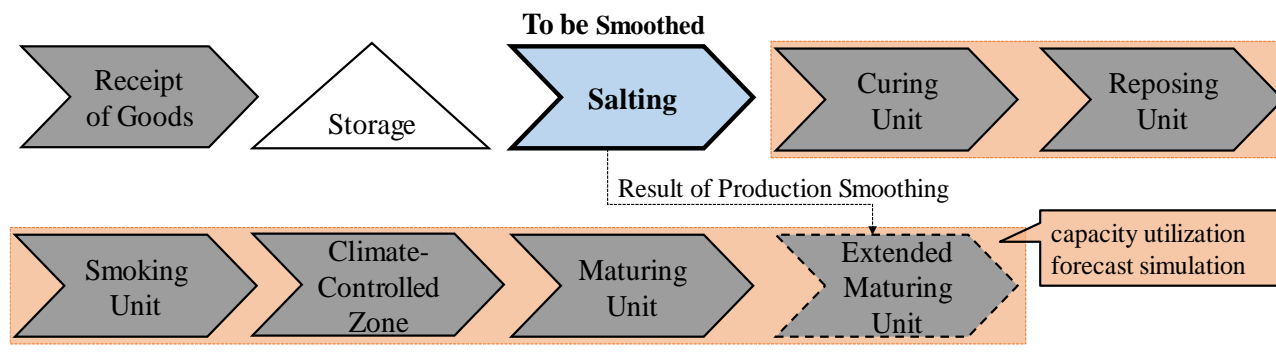 To be Smoothed
Receipt
of Goods
Storage
Salting
Curing
Unit
Reposing
Unit
Result of Production Smoothing
Smoking
Unit
Climate-
Controlled
Zone
Maturing
Unit
Extended
Maturing
Unit
capacity utilization
forecast simulation